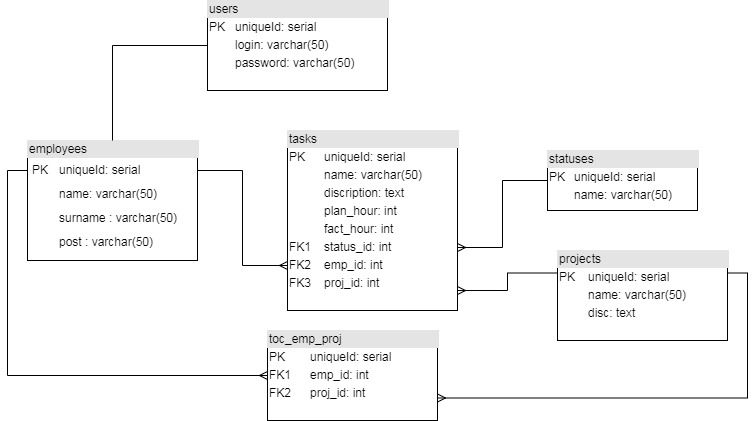 users
PK uniqueId: serial
login: varchar(50)
password: varchar(50)
employees
PK uniqueId: serial
name: varchar(50)
surname : varchar(50)
post : varchar(50)
tasks
PK uniqueId: serial
name: varchar(50)
discription: text
plan_hour: int
fact_hour: int
FK1 status_id: int
FK2 emp_id: int
FK3 proj_id: int
statuses
PK uniqueId: serial
name: varchar(50)
projects
PK uniqueId: serial
name: varchar(50)
disc: text
toc_emp_proj
PK uniqueId: serial
FK1 emp_id: int
FK2 proj_id: int